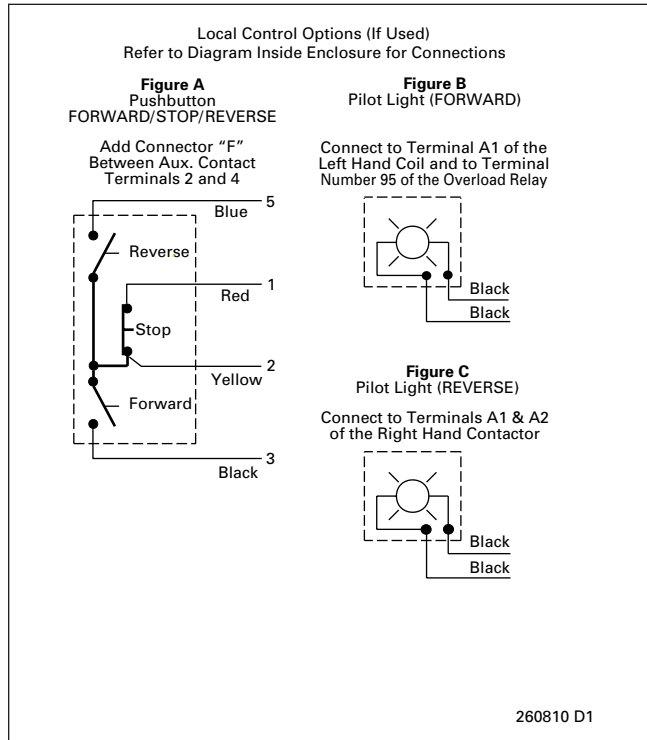 Local Control Options (If Used)
Refer to Diagram Inside Enclosure for Connections
Figure A
Pushbutton
FORWARD/STOP/REVERSE
Add Connector "F"
Between Aux. Contact
Terminals 2 and 4
5
Blue
Reverse
1
Red
Stop
2
Yellow
Forward
3
Black
Figure B
Pilot Light (FORWARD)
Connect to Terminal A1 of the
Left Hand Coil and to Terminal
Number 95 of the Overload Relay
Black
Black
Figure C
Pilot Light (REVERSE)
Connect to Terminals A1 & A2
of the Right Hand Contactor
Black
Black
260810 D1